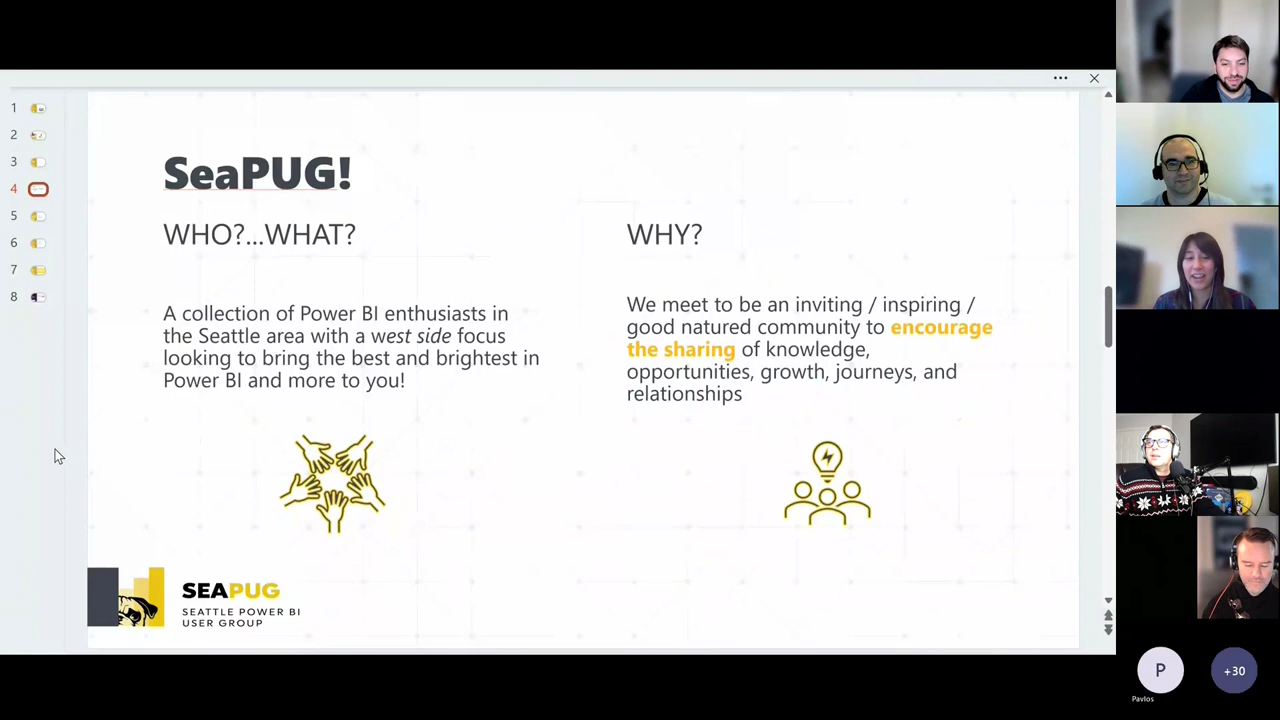 1
2
3
4
5
6
7
8
SeaPUG!
WHO?...WHAT?
A collection of Power BI enthusiasts in
the Seattle area with a west side focus
looking to bring the best and brightest in
Power BI and more to you!
WHY?
We meet to be an inviting / inspiring /
good natured community to encourage
the sharing of knowledge,
opportunities, growth, journeys, and
relationships
SEAPUG
SEATTLE POWER BI
USER GROUP
P
Pavlos
+30